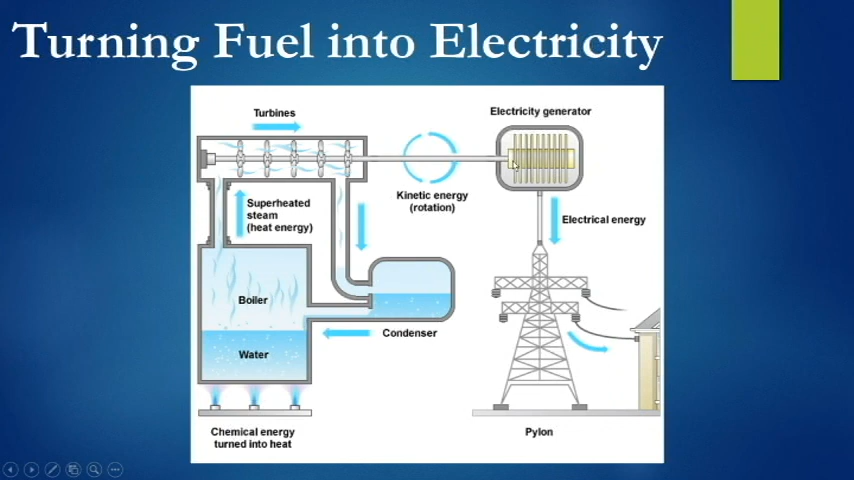 Turning Fuel into Electricity
Turbines
Electricity generator
Kinetic energy
(rotation)
Superheated
steam
(heat energy)
Electrical energy
Boiler
Condenser
Water
Chemical energy
turned into heat
Pylon